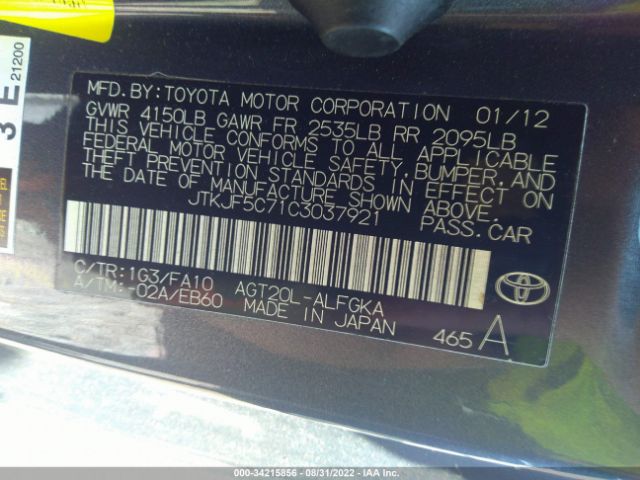 3 E
21200
MFD. BY: TOYOTA MOTOR CORPORATION 01/12
GVWR 4150LB GAWR FR 2535LB RR 2095LB
THIS VEHICLE CONFORMS TO ALL APPLICABLE
FEDERAL MOTOR VEHICLE SAFETY, BUMPER, AND
THEFT PREVENTION STANDARDS IN EFFECT ON
THE DATE OF MANUFACTURE SHOWN ABOVE.
JTKJF5C71C3037921 PASS. CAR
C/TR: 1G3/FA10
A/TM: -02A/EB60
AGT20L-ALFGKA
MADE IN JAPAN
465 A
000-34215856 - 08/31/2022 - Copyright IAA Inc.